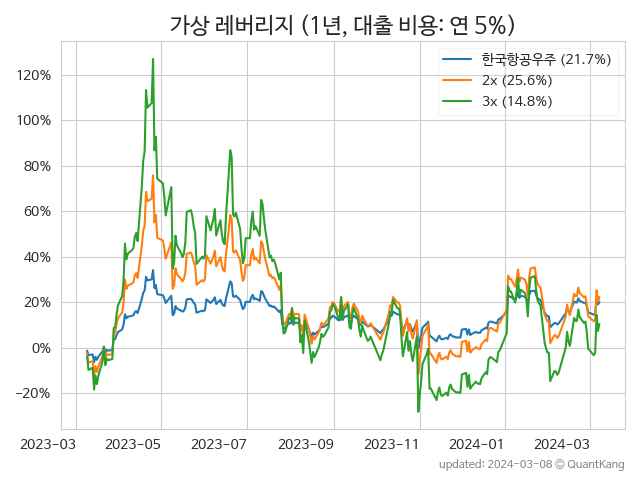 가상 레버리지 (1년, 대출 비용: 연 5%)
한국항공우주 (21.7%)
2x (25.6%)
3x (14.8%)
120%
100%
80%
60%
40%
20%
0%
−20%
2023-03 2023-05 2023-07 2023-09 2023-11 2024-01 2024-03
updated: 2024-03-08 © QuantKang